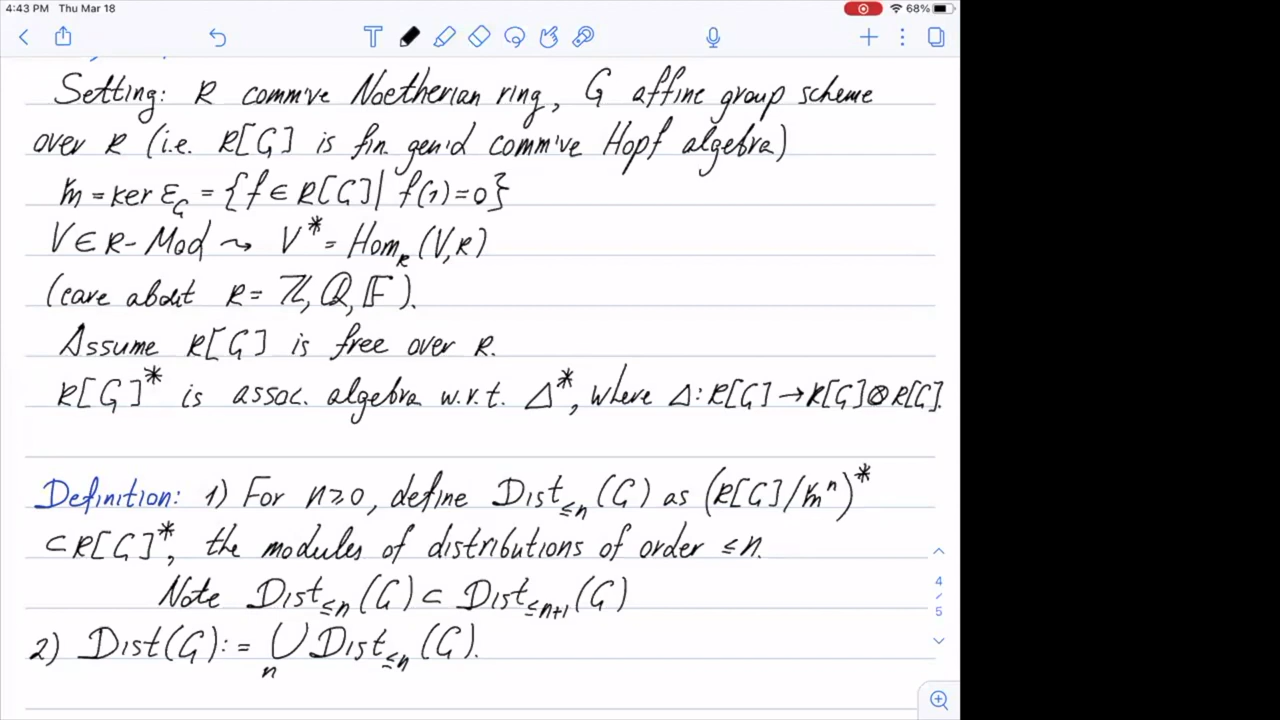 4:43 PM Thu Mar 18
68%
Setting: R comm've Noetherian ring, G affine group scheme
over R (i.e. R[G] is fin. gen'd comm've Hopf algebra)
𝔪 = ker ε_G = {f ∈ R[G] | f(1)=0}
V ∈ R-Mod ⇝ V* = Hom_R(V,R)
(care about R = ℤ, ℚ, 𝔽).
Assume R[G] is free over R.
R[G]* is assoc. algebra w.r.t. Δ*, where Δ: R[G] → R[G]⊗R[G].
Definition: 1) For n≥0, define Dist_≤n(G) as (R[G]/𝔪^n)*
⊂ R[G]*, the modules of distributions of order ≤n.
Note Dist_≤n(G) ⊂ Dist_≤n+1(G)
2) Dist(G) := ⋃_n Dist_≤n(G).
4/5